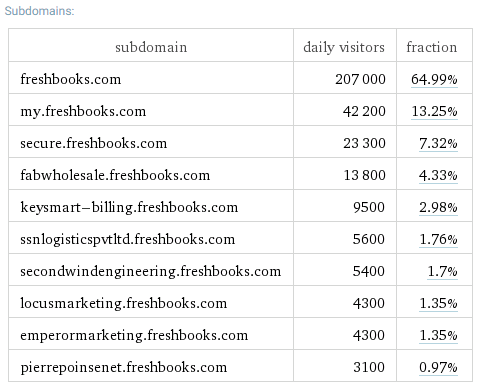 Subdomains:
subdomain daily visitors fraction
freshbooks.com 207 000 64.99%
my.freshbooks.com 42 200 13.25%
secure.freshbooks.com 23 300 7.32%
fabwholesale.freshbooks.com 13 800 4.33%
keysmart–billing.freshbooks.com 9500 2.98%
ssnlogisticspvtltd.freshbooks.com 5600 1.76%
secondwindengineering.freshbooks.com 5400 1.7%
locusmarketing.freshbooks.com 4300 1.35%
emperormarketing.freshbooks.com 4300 1.35%
pierrepoinsenet.freshbooks.com 3100 0.97%